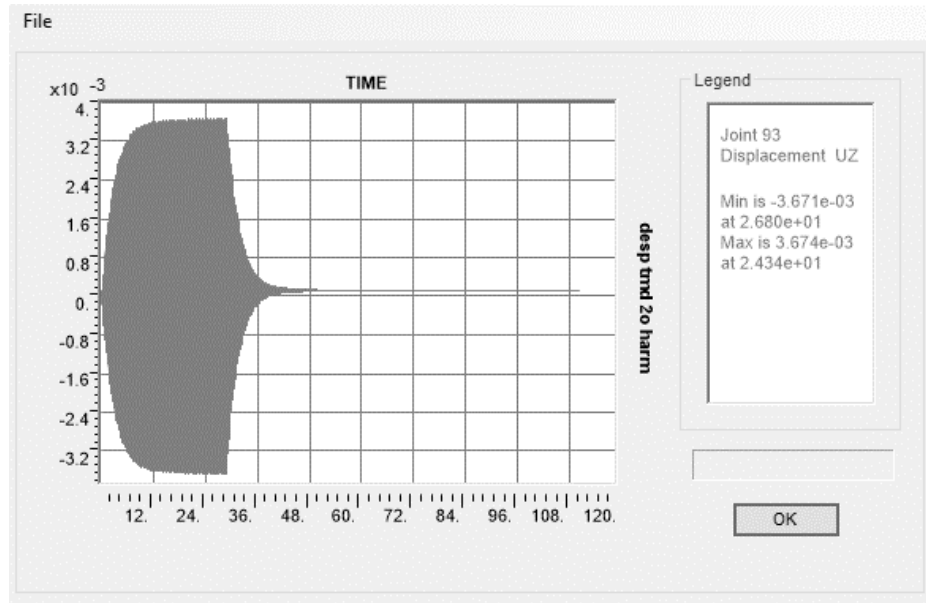 File
x10 -3
TIME
4.
3.2
2.4
1.6
0.8
0.
-0.8
-1.6
-2.4
-3.2
12. 24. 36. 48. 60. 72. 84. 96. 108. 120.
desp tmd 2o harm
Legend
Joint 93
Displacement UZ
Min is -3.671e-03
at 2.680e+01
Max is 3.674e-03
at 2.434e+01
OK